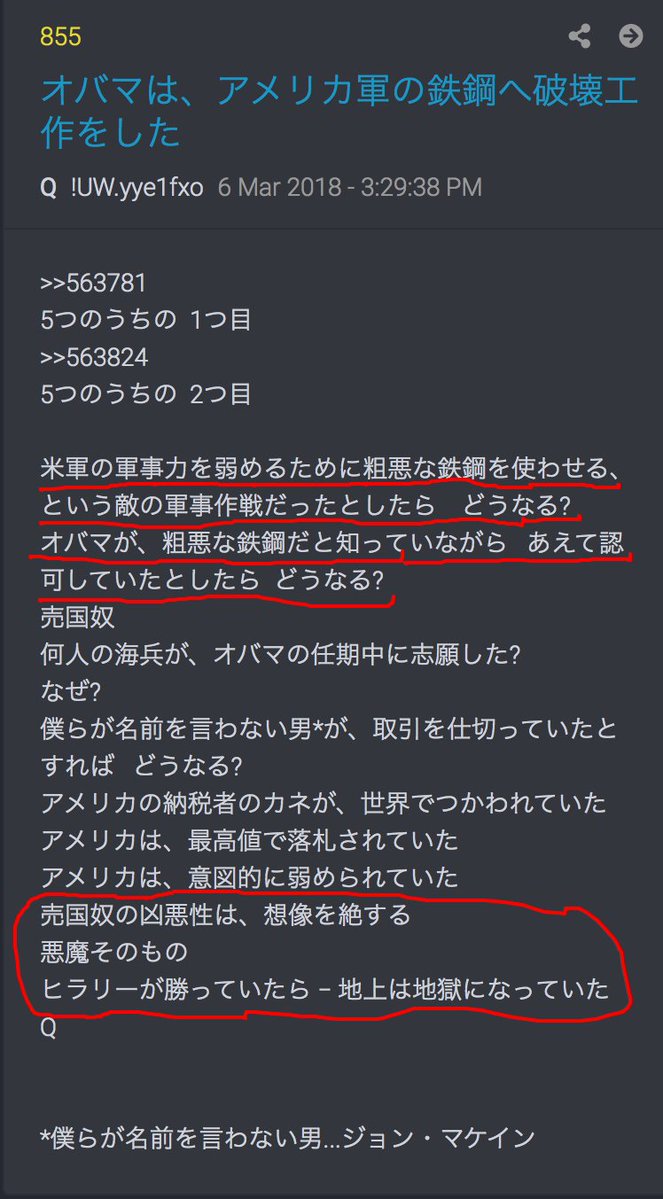 855
オバマは、アメリカ軍の鉄鋼へ破壊工
作をした
Q !UW.yye1fxo 6 Mar 2018 - 3:29:38 PM
>>563781
5つのうちの 1つ目
>>563824
5つのうちの 2つ目
米軍の軍事力を弱めるために粗悪な鉄鋼を使わせる、
という敵の軍事作戦だったとしたら どうなる?
オバマが、粗悪な鉄鋼だと知っていながら あえて認
可していたとしたら どうなる?
売国奴
何人の海兵が、オバマの任期中に志願した?
なぜ?
僕らが名前を言わない男*が、取引を仕切っていたと
すれば どうなる?
アメリカの納税者のカネが、世界でつかわれていた
アメリカは、最高値で落札されていた
アメリカは、意図的に弱められていた
売国奴の凶悪性は、想像を絶する
悪魔そのもの
ヒラリーが勝っていたら – 地上は地獄になっていた
Q
*僕らが名前を言わない男...ジョン・マケイン